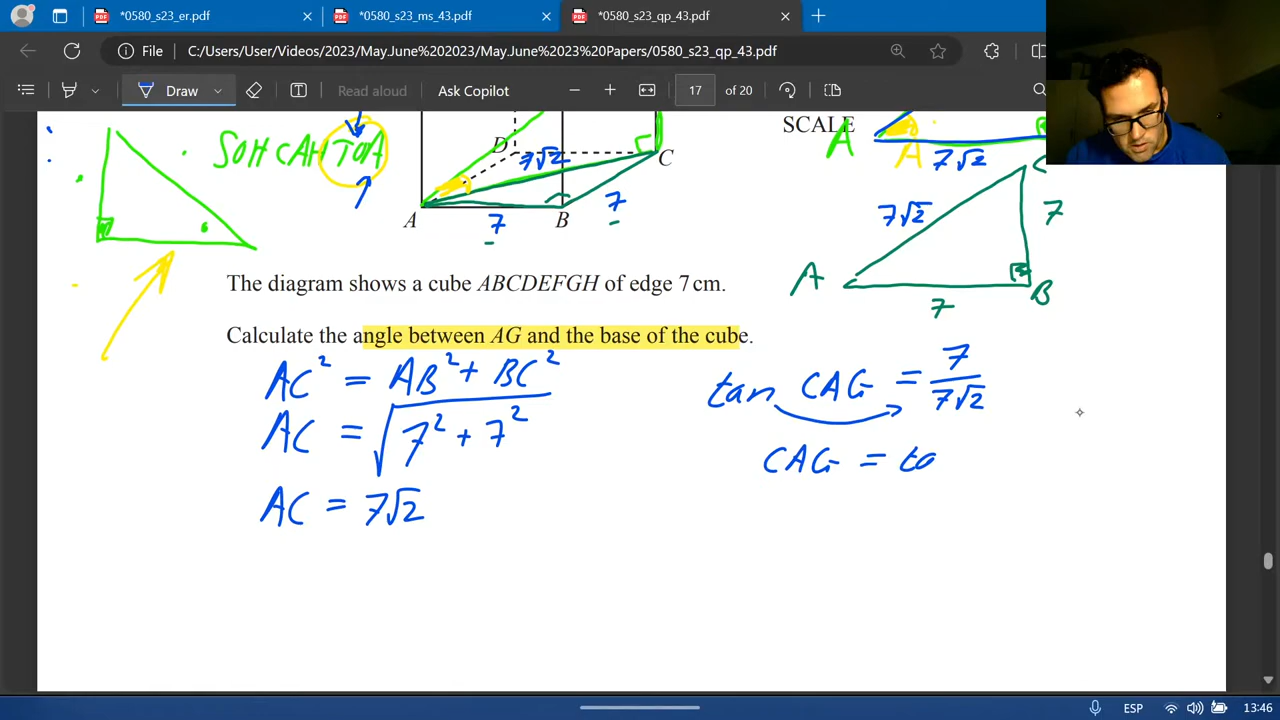 *0580_s23_er.pdf
*0580_s23_ms_43.pdf
*0580_s23_qp_43.pdf
File
C:/Users/User/Videos/2023/May.June%202023/May.June%2023%20Papers/0580_s23_qp_43.pdf
Draw
Read aloud
Ask Copilot
17
of 20
SOH CAH TOA
D
7√2
C
A
7
B
7
SCALE
A
A
7√2
C
7√2
7
A
7
B
The diagram shows a cube ABCDEFGH of edge 7 cm.
Calculate the angle between AG and the base of the cube.
AC² = AB² + BC²
AC = √7² + 7²
AC = 7√2
tan CAG = 7/7√2
CAG = ta
ESP
13:46